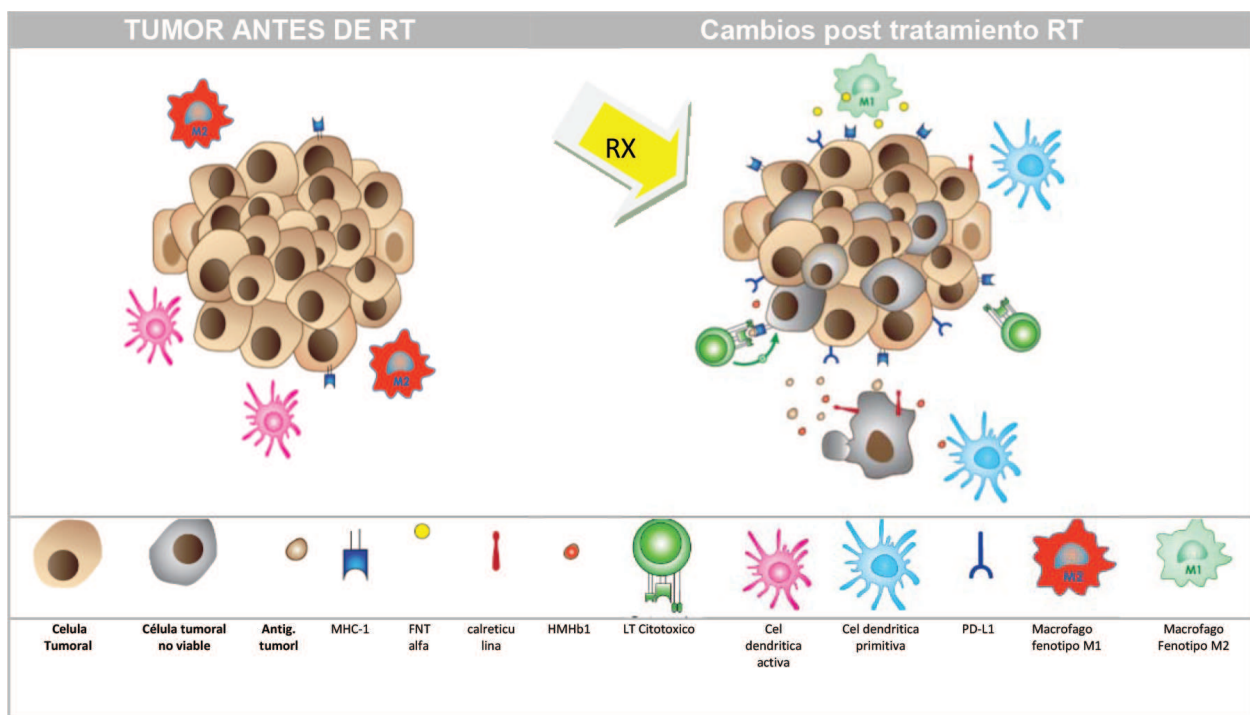 TUMOR ANTES DE RT
Cambios post tratamiento RT
M2
M1
RX
M2
M2
M1
Celula
Tumoral
Célula tumoral
no viable
Antig.
tumorl
MHC-1
FNT
alfa
calreticu
lina
HMHb1
LT Citotoxico
Cel
dendritica
activa
Cel dendritica
primitiva
PD-L1
Macrofago
fenotipo M1
Macrofago
Fenotipo M2